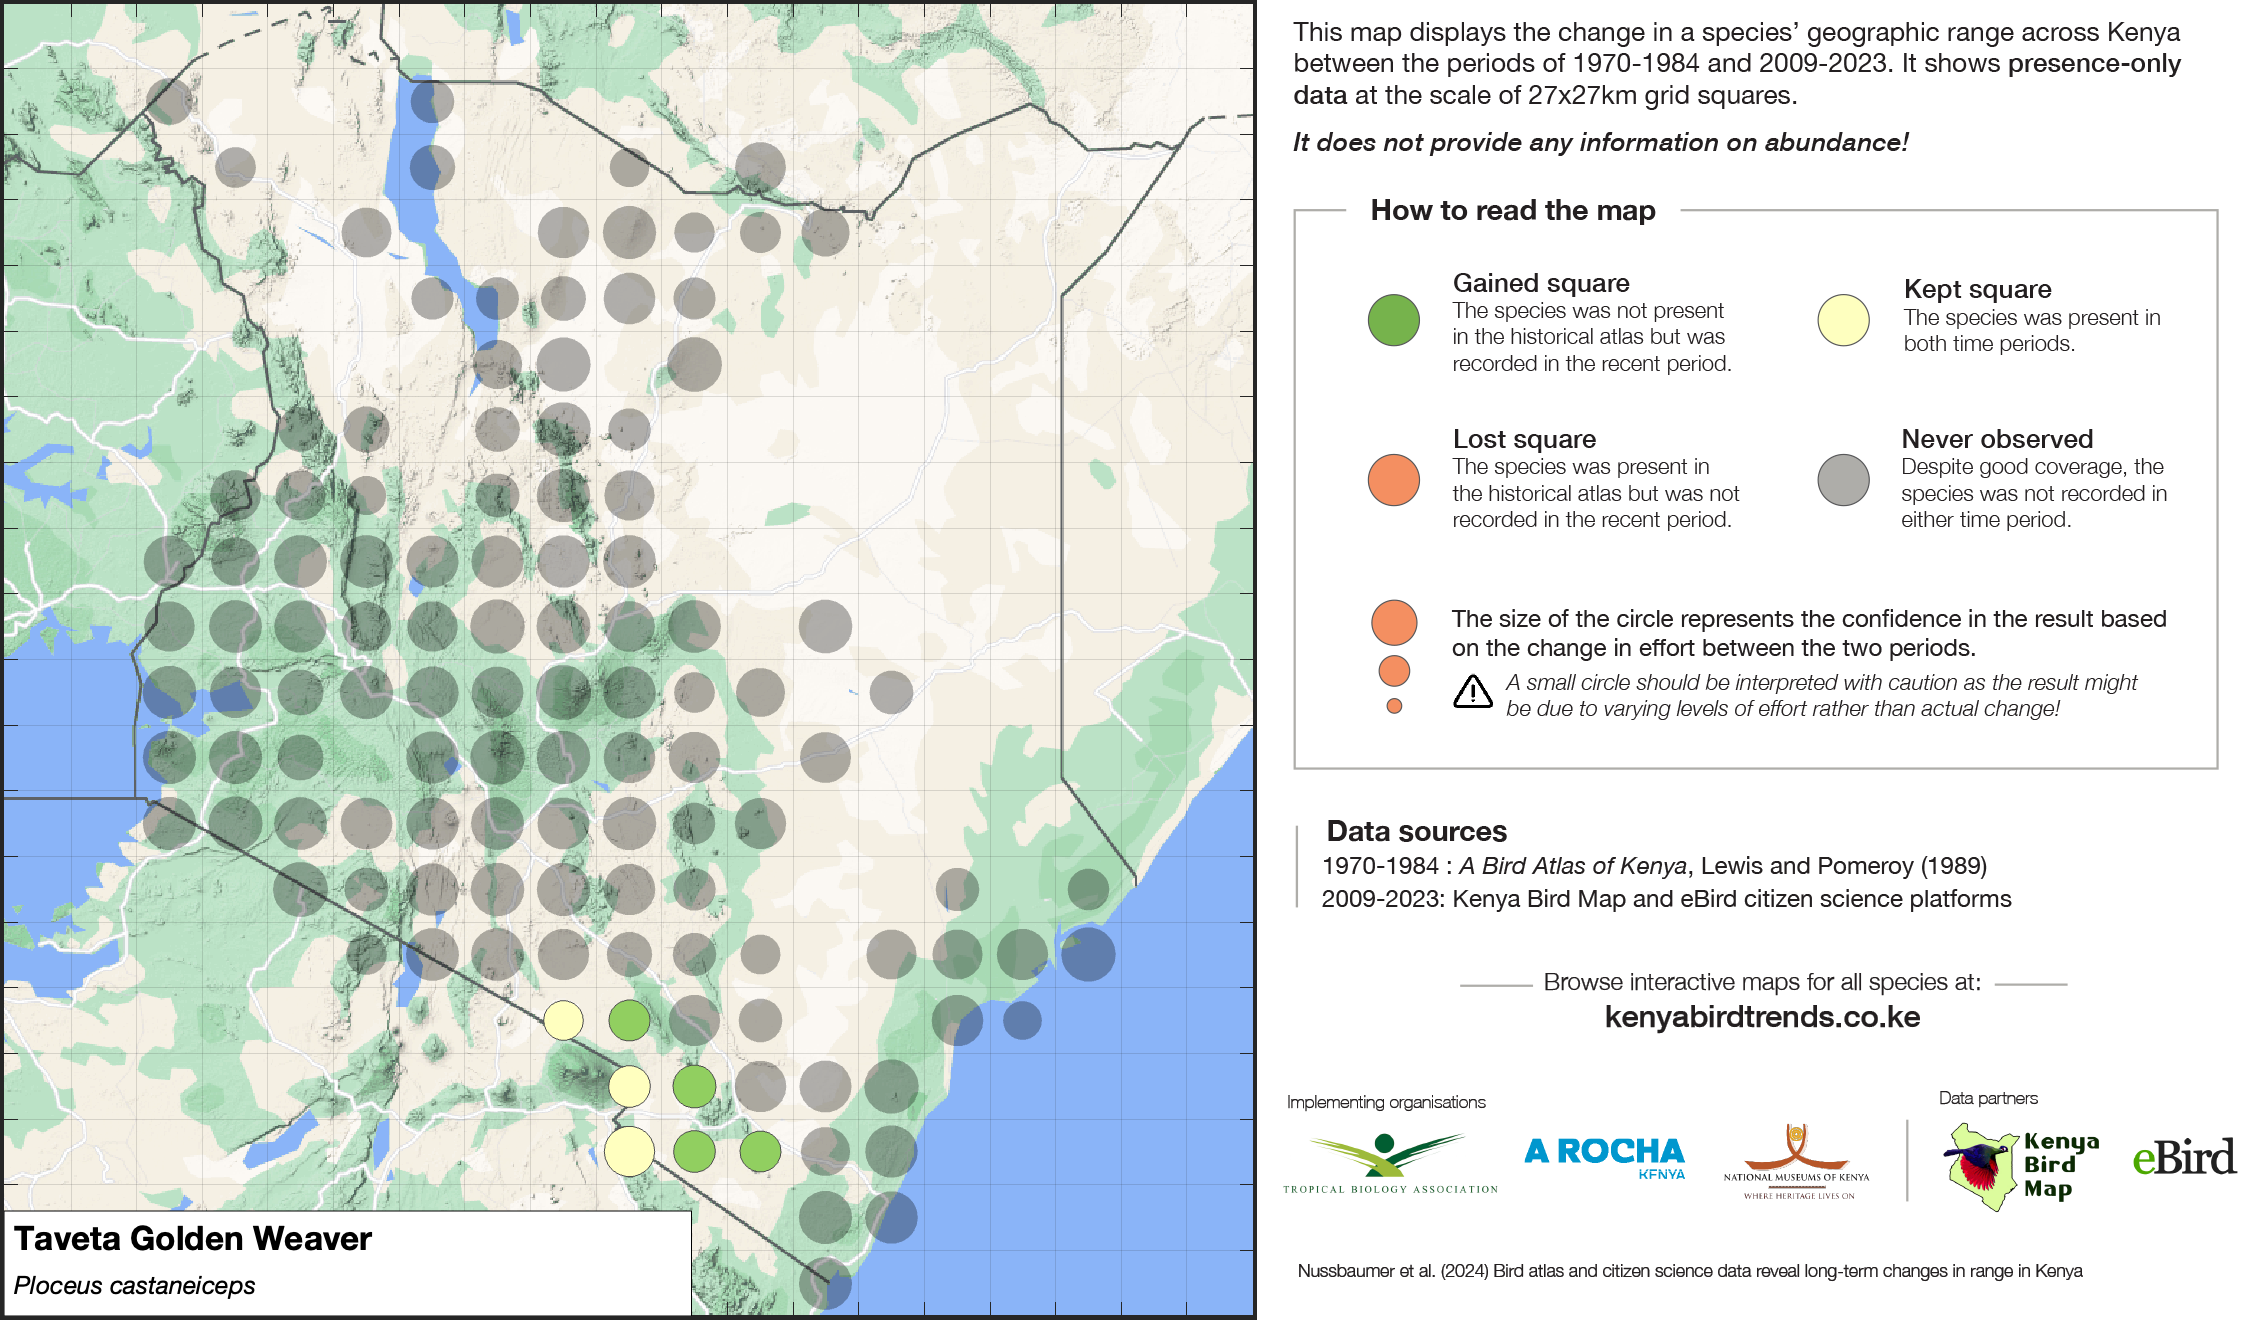 This map displays the change in a species’ geographic range across Kenya
between the periods of 1970-1984 and 2009-2023. It shows presence-only
data at the scale of 27x27km grid squares.
It does not provide any information on abundance!
How to read the map
Gained square
The species was not present
in the historical atlas but was
recorded in the recent period.
Kept square
The species was present in
both time periods.
Lost square
The species was present in
the historical atlas but was not
recorded in the recent period.
Never observed
Despite good coverage, the
species was not recorded in
either time period.
The size of the circle represents the confidence in the result based
on the change in effort between the two periods.
A small circle should be interpreted with caution as the result might
be due to varying levels of effort rather than actual change!
Data sources
1970-1984 : A Bird Atlas of Kenya, Lewis and Pomeroy (1989)
2009-2023: Kenya Bird Map and eBird citizen science platforms
Browse interactive maps for all species at:
kenyabirdtrends.co.ke
Implementing organisations
Data partners
TROPICAL BIOLOGY ASSOCIATION
A ROCHA
KENYA
NATIONAL MUSEUMS OF KENYA
WHERE HERITAGE LIVES ON
Kenya
Bird
Map
eBird
Taveta Golden Weaver
Ploceus castaneiceps
Nussbaumer et al. (2024) Bird atlas and citizen science data reveal long-term changes in range in Kenya